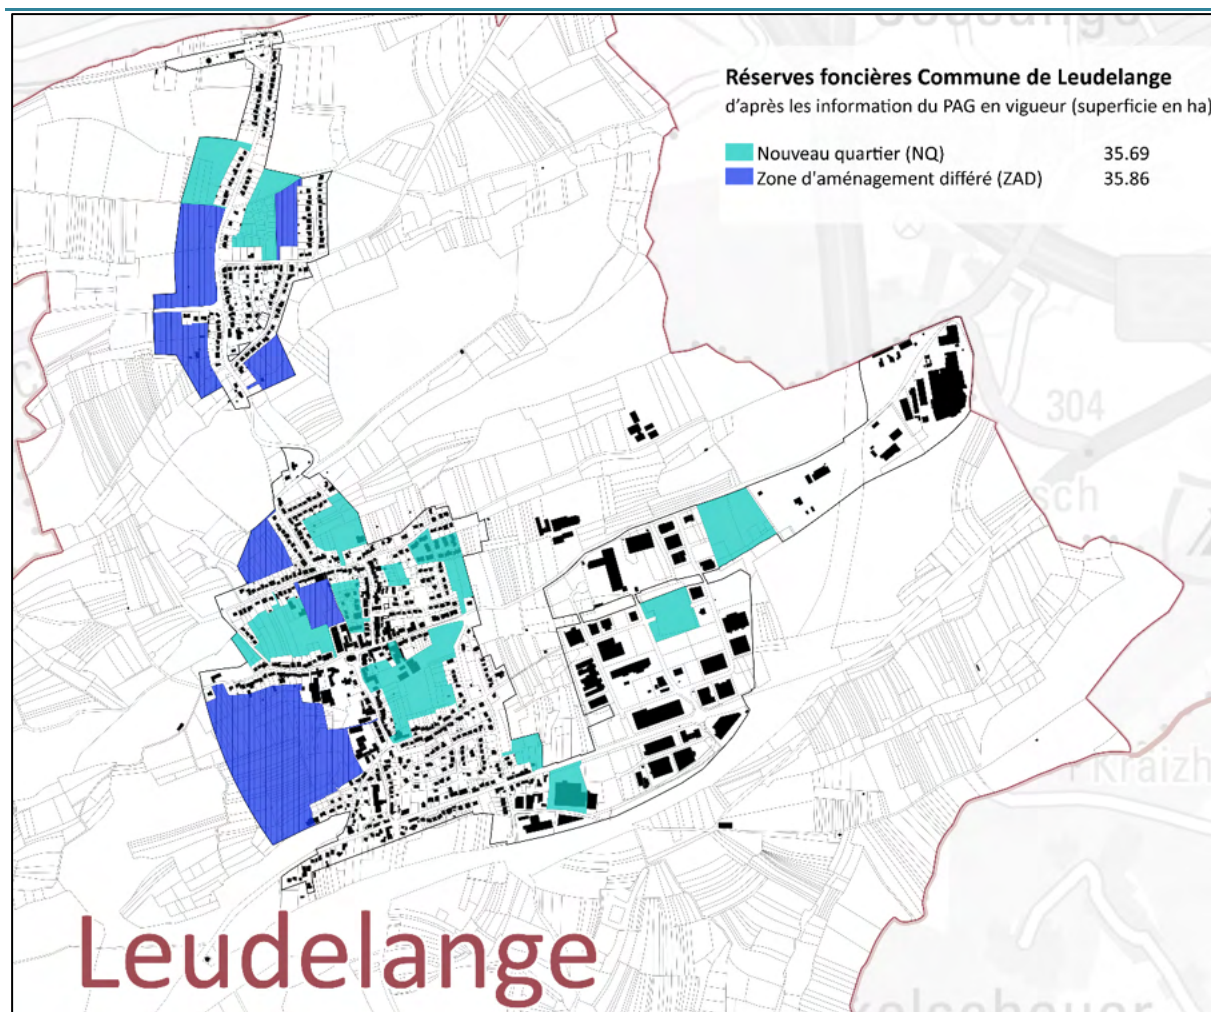 Réserves foncières Commune de Leudelange
d'après les information du PAG en vigueur (superficie en ha)
Nouveau quartier (NQ) 35.69
Zone d'aménagement différé (ZAD) 35.86
304
Leudelange